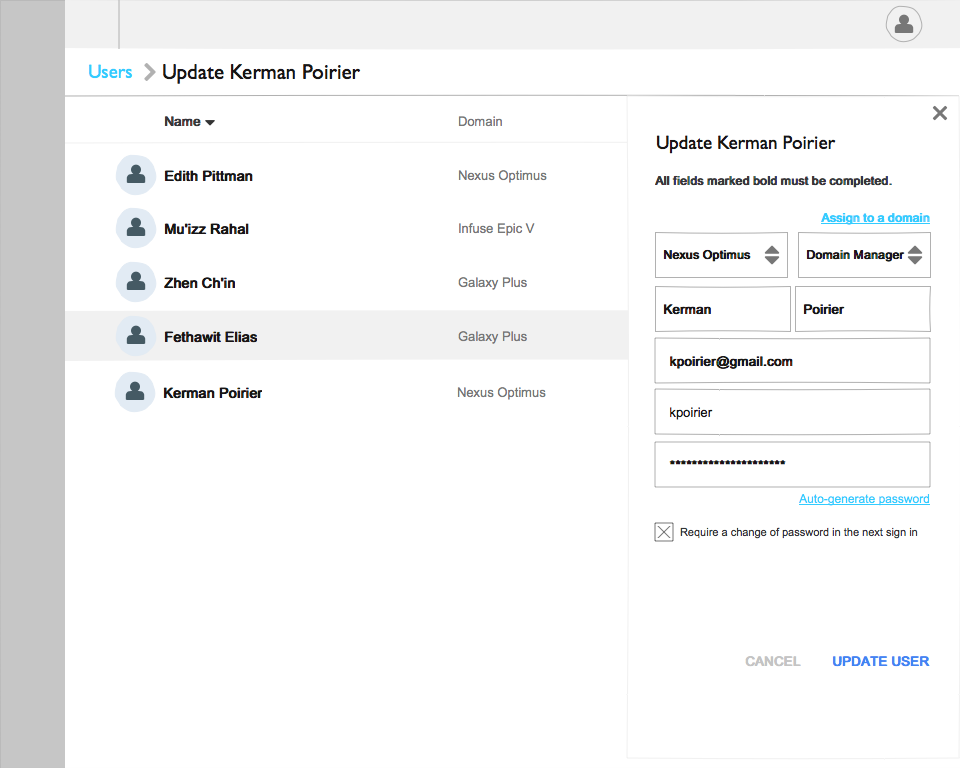 Users Update Kerman Poirier
Name Domain
Edith Pittman Nexus Optimus
Mu'izz Rahal Infuse Epic V
Zhen Ch'in Galaxy Plus
Fethawit Elias Galaxy Plus
Kerman Poirier Nexus Optimus
Update Kerman Poirier
All fields marked bold must be completed.
Assign to a domain
Nexus Optimus Domain Manager
Kerman Poirier
kpoirier@gmail.com
kpoirier
*********************
Auto-generate password
Require a change of password in the next sign in
CANCEL UPDATE USER